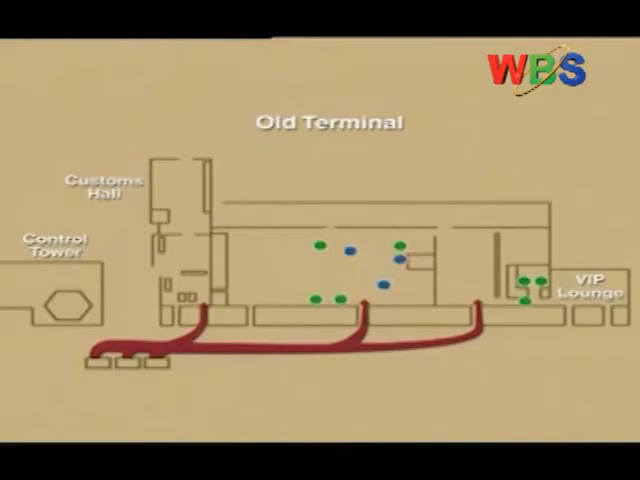 WBS
Old Terminal
Customs
Hall
Control
Tower
VIP
Lounge